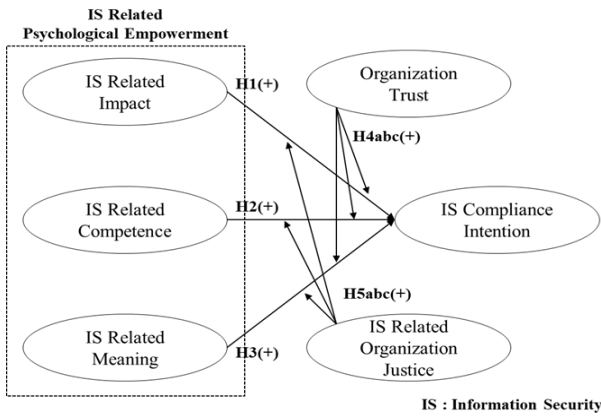 IS Related
Psychological Empowerment
IS Related
Impact
H1(+)
Organization
Trust
H4abc(+)
IS Related
Competence
H2(+)
IS Compliance
Intention
H5abc(+)
IS Related
Meaning
H3(+)
IS Related
Organization
Justice
IS : Information Security